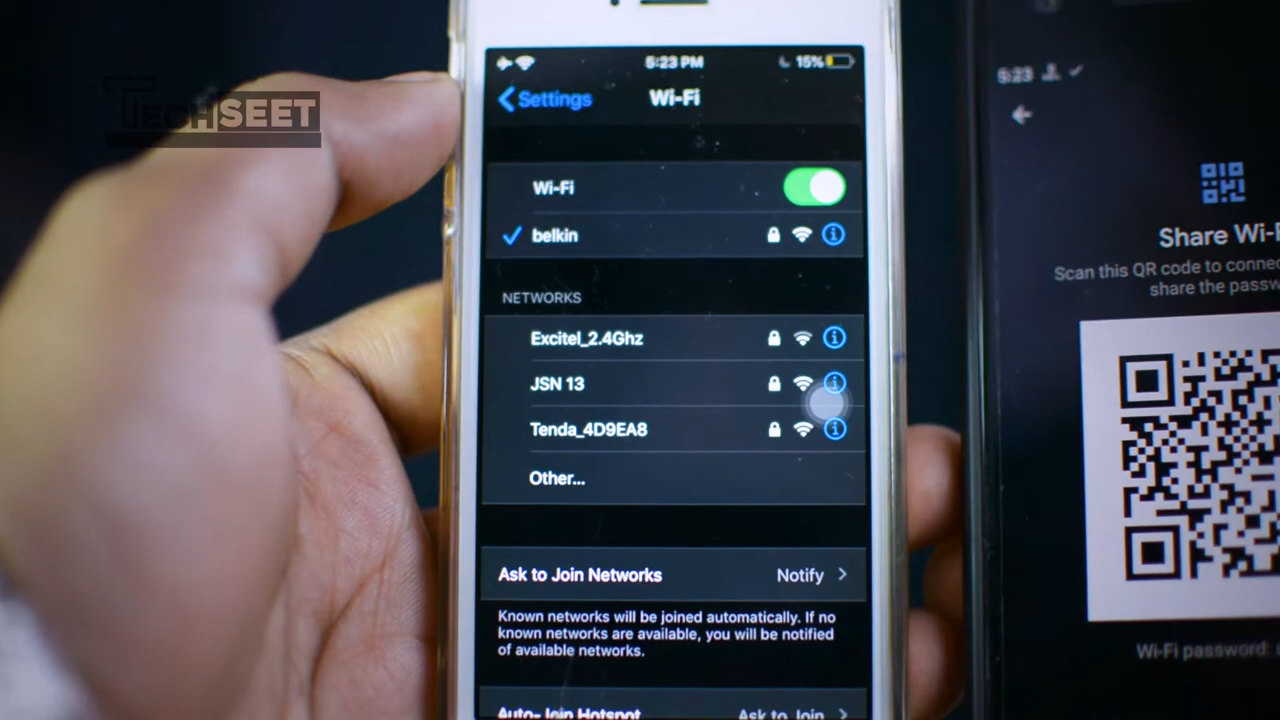 TECHSEET
5:23 PM
15%
Settings
Wi-Fi
Wi-Fi
belkin
NETWORKS
Excitel_2.4Ghz
JSN 13
Tenda_4D9EA8
Other...
Ask to Join Networks Notify
Known networks will be joined automatically. If no
known networks are available, you will be notified
of available networks.
Auto-Join Hotspot Ask to Join
5:23
Share Wi-F
Scan this QR code to connec
share the passw
Wi-Fi password: